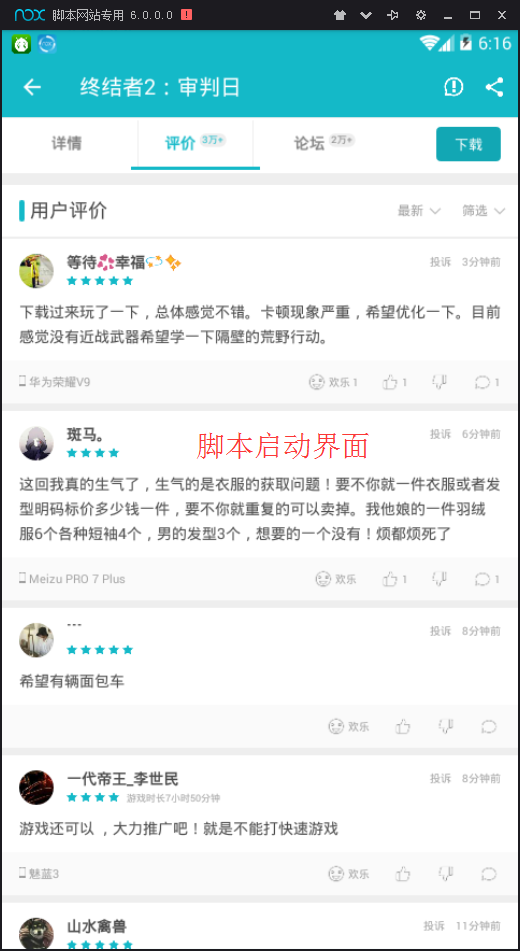 nox 脚本网站专用 6.0.0.0
6:16
终结者2：审判日
详情 评价 3万+ 论坛 2万+ 下载
用户评价 最新 筛选
等待💞幸福💫✨ 投诉 3分钟前
下载过来玩了一下，总体感觉不错。卡顿现象严重，希望优化一下。目前
感觉没有近战武器希望学一下隔壁的荒野行动。
华为荣耀V9 欢乐 1 1 1
斑马。 投诉 6分钟前
脚本启动界面
这回我真的生气了，生气的是衣服的获取问题！要不你就一件衣服或者发
型明码标价多少钱一件，要不你就重复的可以卖掉。我他娘的一件羽绒
服6个各种短袖4个，男的发型3个，想要的一个没有！烦都烦死了
Meizu PRO 7 Plus 欢乐 1 1
--- 投诉 8分钟前
希望有辆面包车
欢乐
一代帝王_李世民 投诉 8分钟前
游戏时长7小时50分钟
游戏还可以 ，大力推广吧！就是不能打快速游戏
魅蓝3 欢乐
山水禽兽 投诉 11分钟前